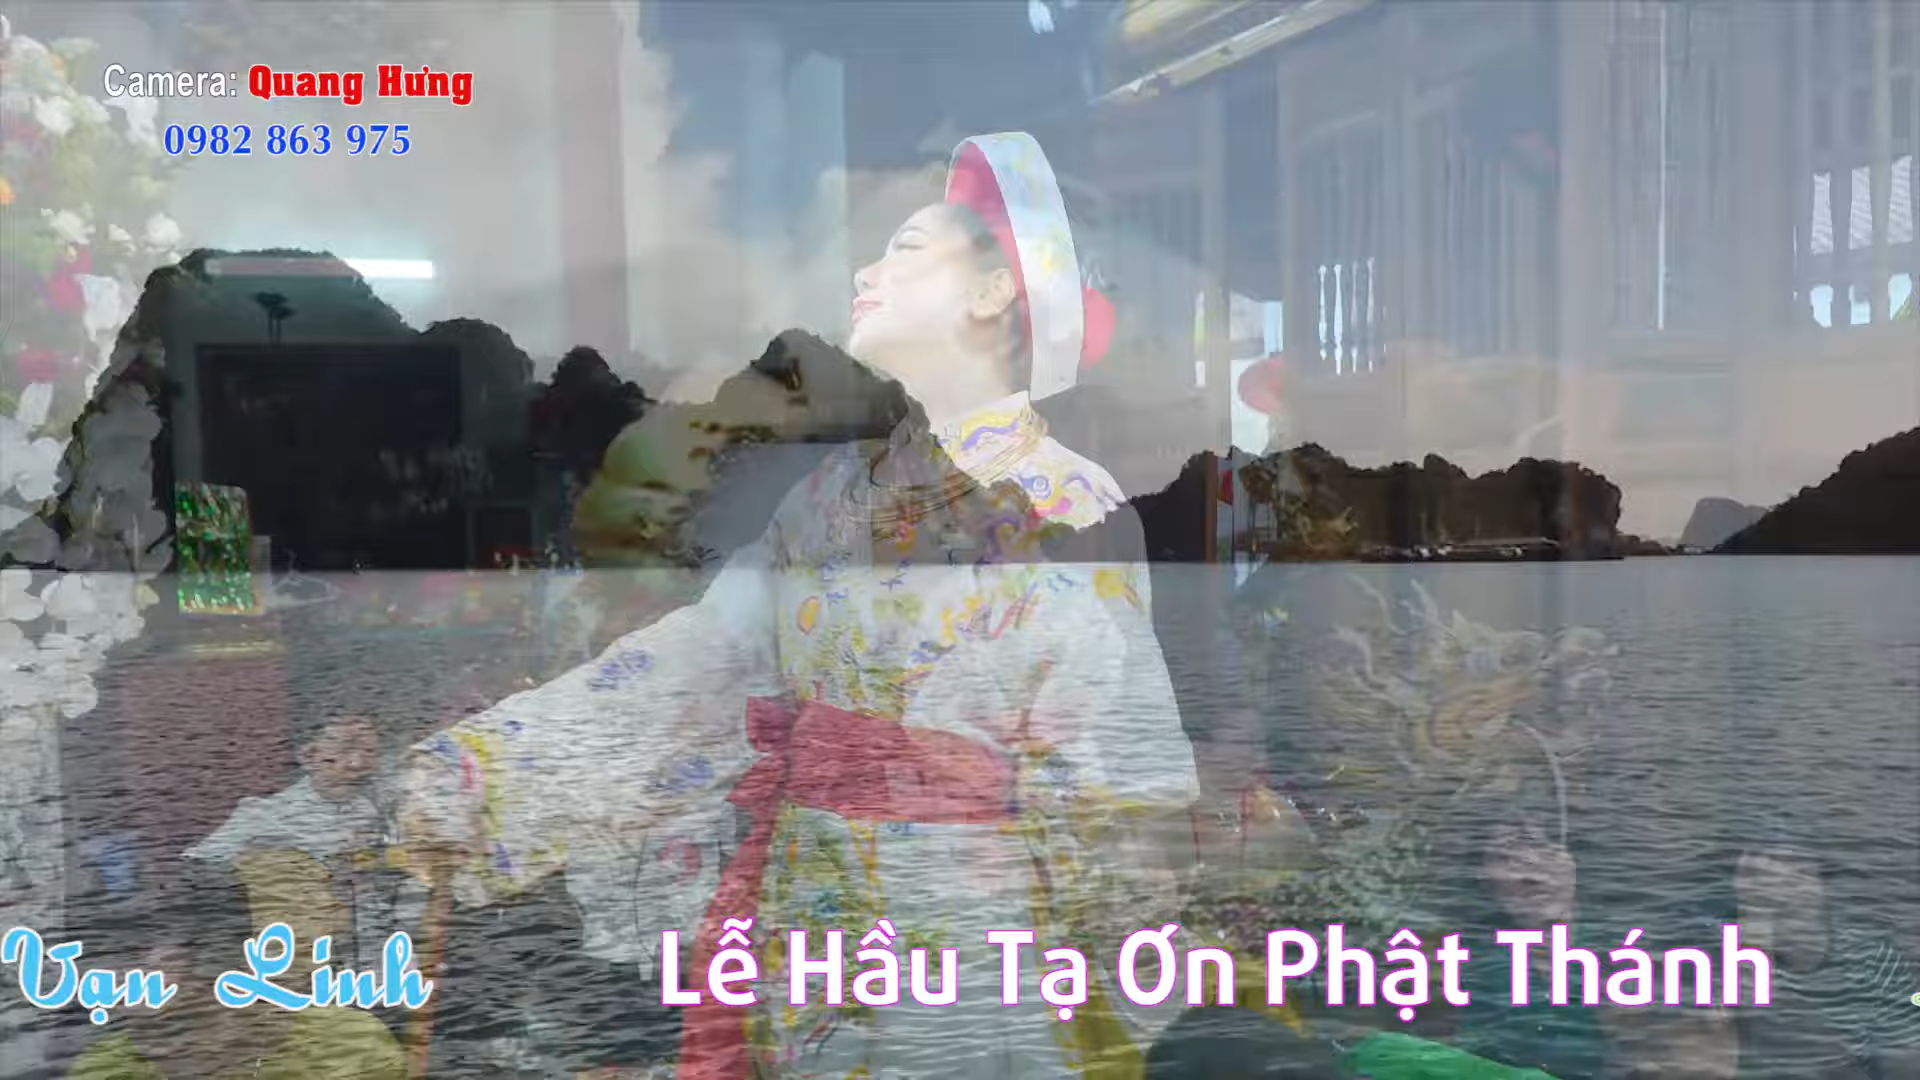 Camera: Quang Hưng
0982 863 975
Vạn Linh
Lễ Hầu Tạ Ơn Phật Thánh